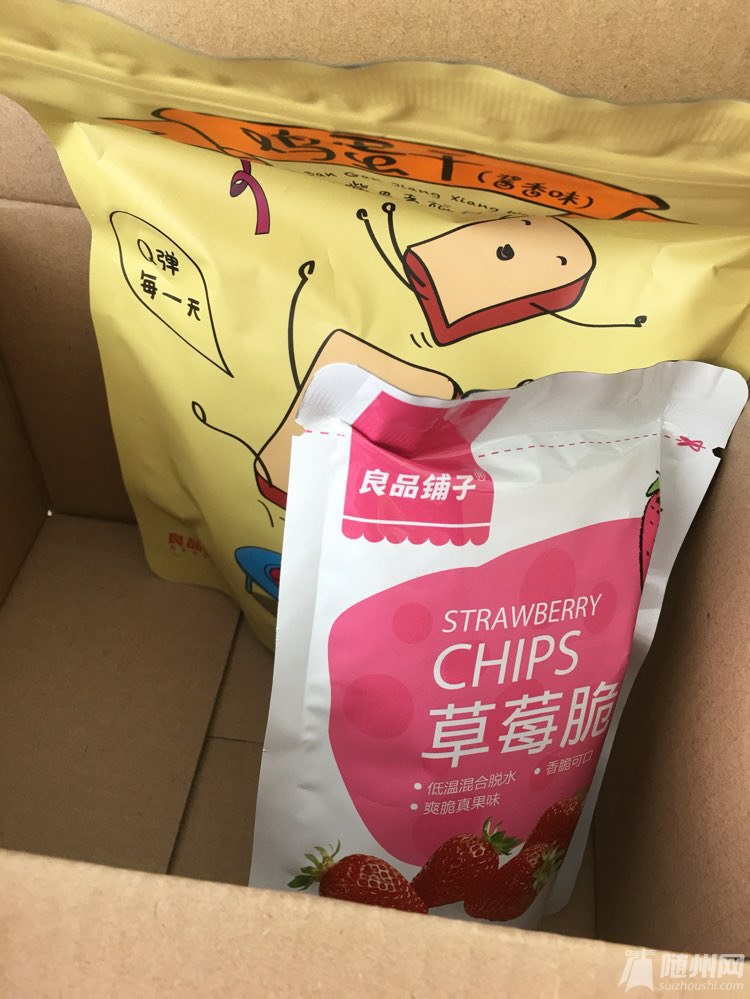 鸡蛋干(酱香味)
Q弹
每一天
良品
良品铺子®
STRAWBERRY
CHIPS
草莓脆
• 低温混合脱水 • 香脆可口
• 爽脆真果味
随州网
suizhoushi.com